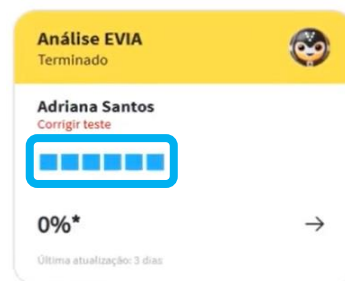 Análise EVIA
Terminado
Adriana Santos
Corrigir teste
0%*
Última atualização: 3 dias